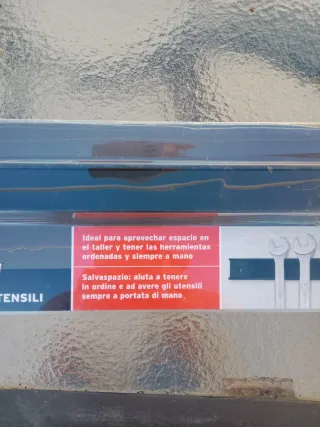 Ideal para aprovechar espacio en
el taller y tener las herramientas
ordenadas y siempre a mano
Salvaspazio: aiuta a tenere
in ordine e ad avere gli utensili
sempre a portata di mano
TENSILI